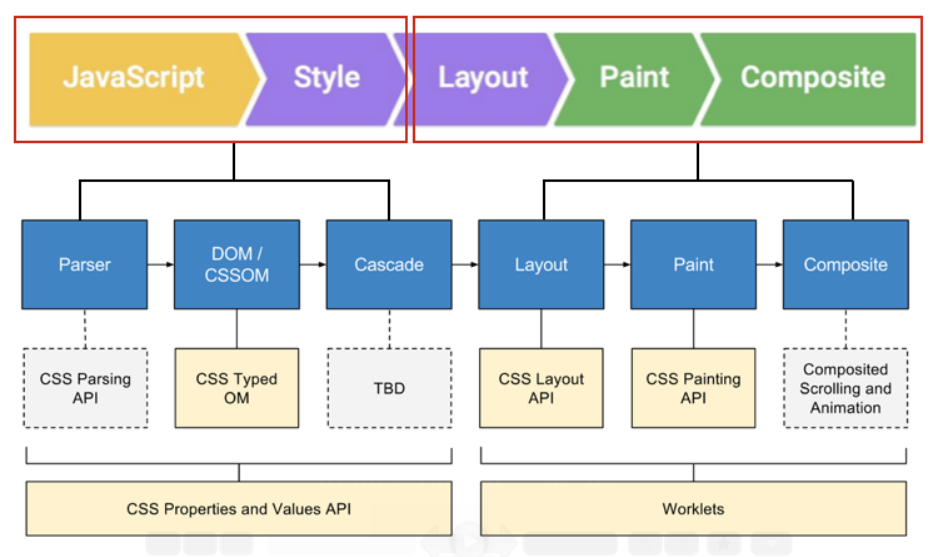 JavaScript
Style
Layout
Paint
Composite
Parser
DOM /
CSSOM
Cascade
Layout
Paint
Composite
CSS Parsing
API
CSS Typed
OM
TBD
CSS Layout
API
CSS Painting
API
Composited
Scrolling and
Animation
CSS Properties and Values API
Worklets